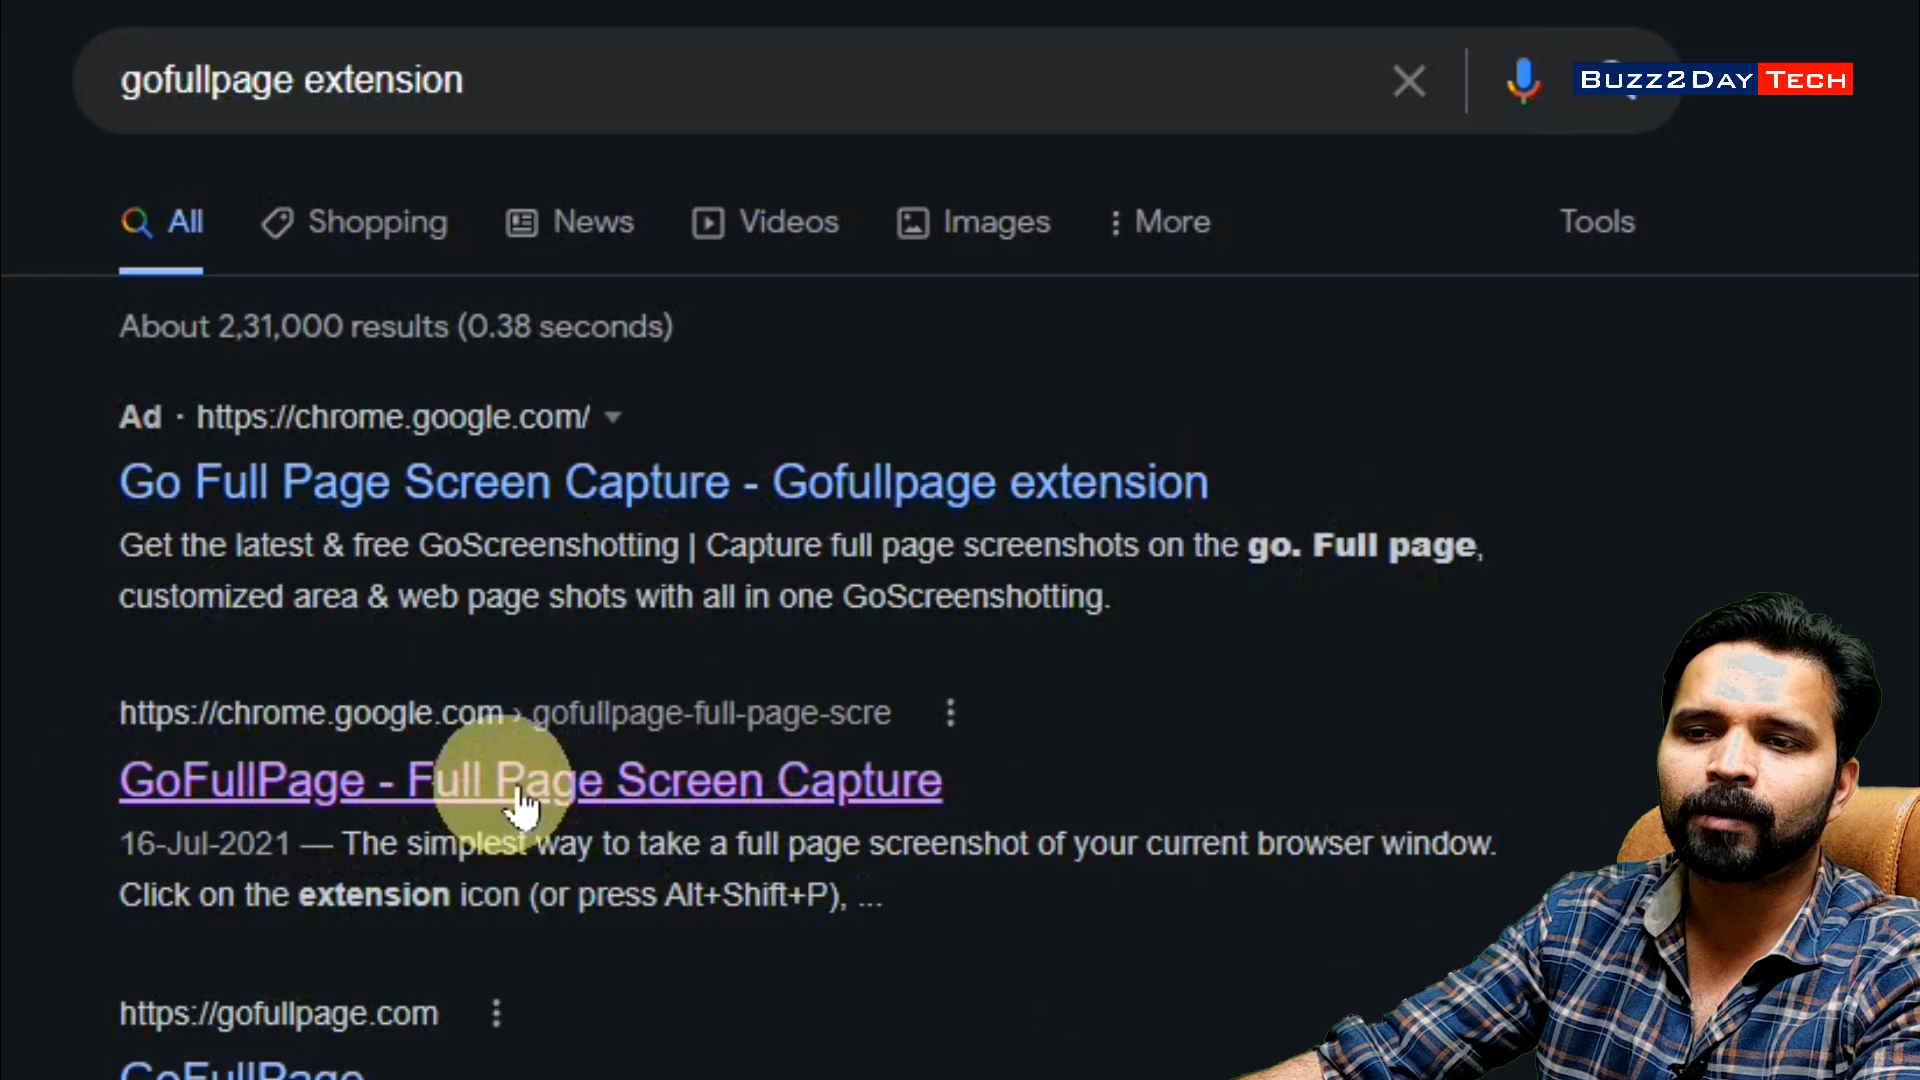 gofullpage extension
BUZZ2DAY TECH
All Shopping News Videos Images More Tools
About 2,31,000 results (0.38 seconds)
Ad · https://chrome.google.com/
Go Full Page Screen Capture - Gofullpage extension
Get the latest & free GoScreenshotting | Capture full page screenshots on the go. Full page,
customized area & web page shots with all in one GoScreenshotting.
https://chrome.google.com › gofullpage-full-page-scre
GoFullPage - Full Page Screen Capture
16-Jul-2021 — The simplest way to take a full page screenshot of your current browser window.
Click on the extension icon (or press Alt+Shift+P), ...
https://gofullpage.com
GoFullPage